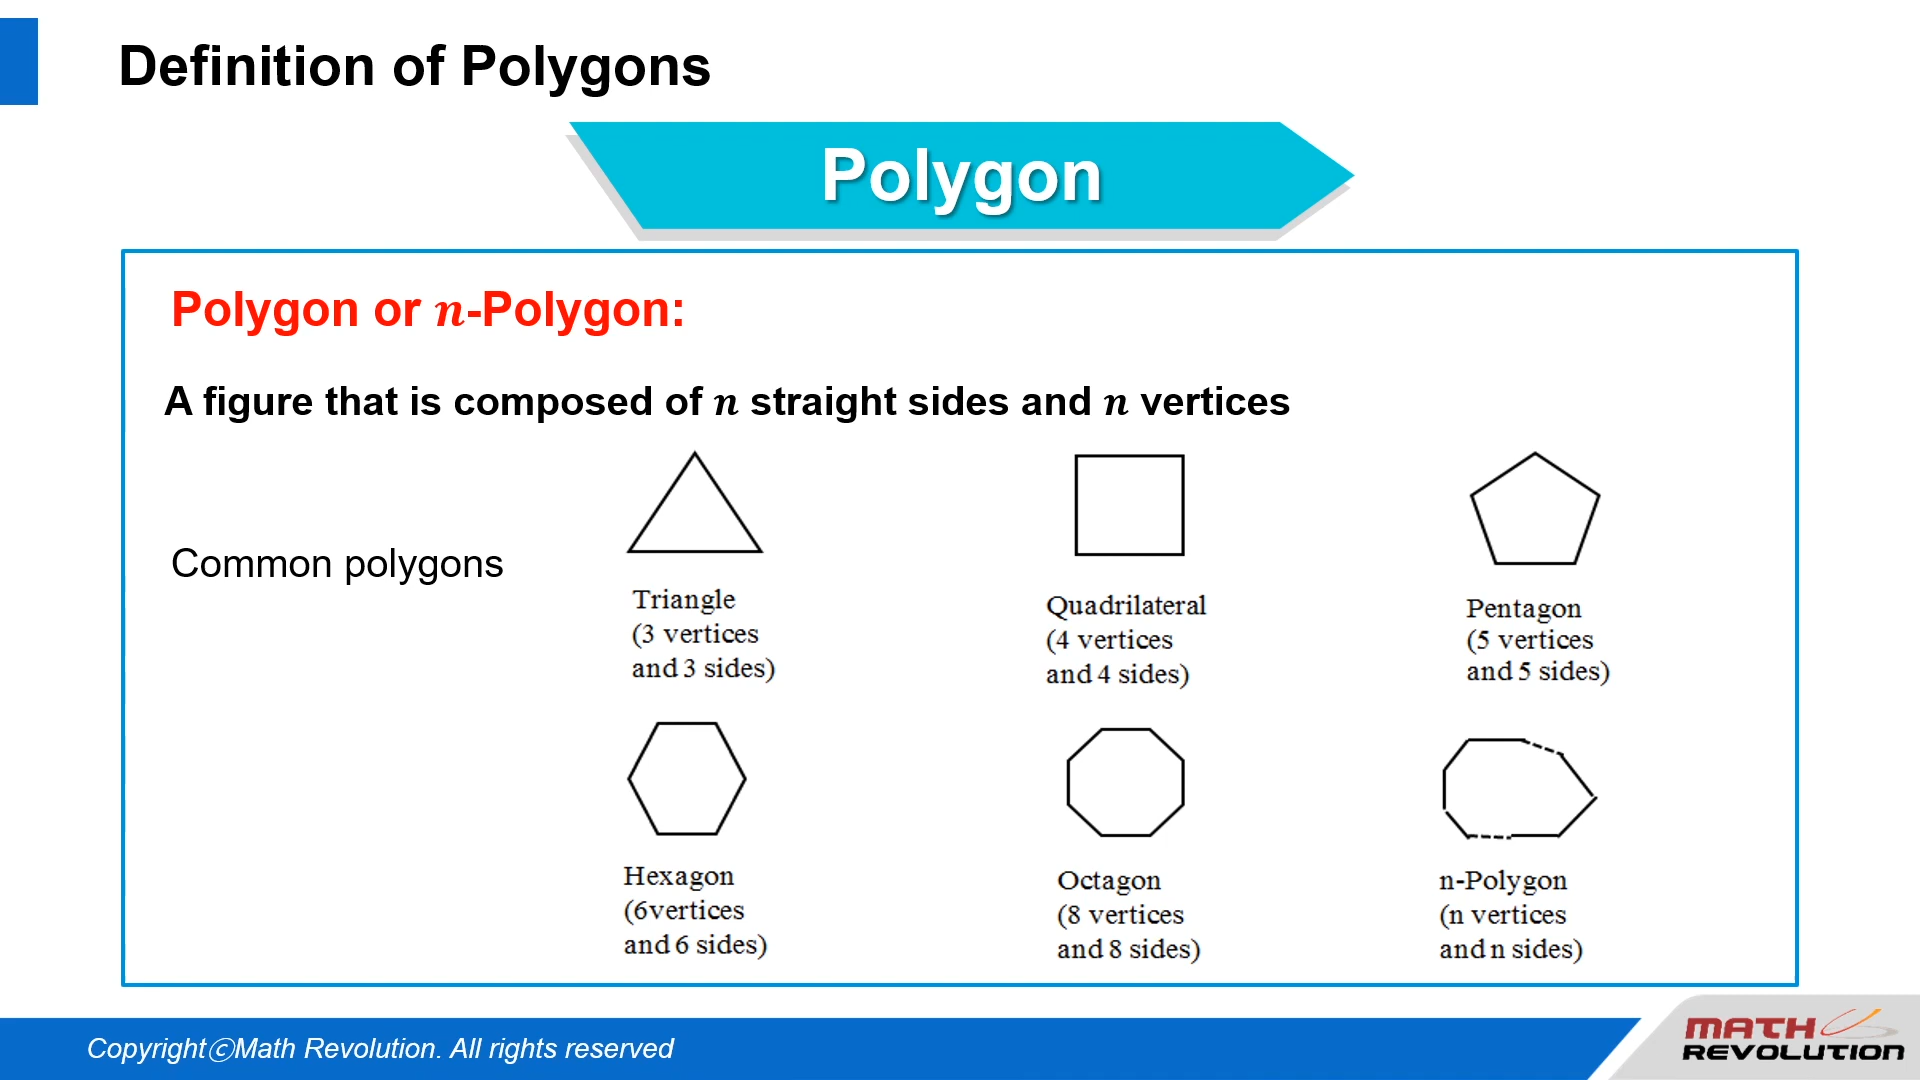 Definition of Polygons
Polygon
Polygon or n-Polygon:
A figure that is composed of n straight sides and n vertices
Common polygons
Triangle
(3 vertices
and 3 sides)
Quadrilateral
(4 vertices
and 4 sides)
Pentagon
(5 vertices
and 5 sides)
Hexagon
(6vertices
and 6 sides)
Octagon
(8 vertices
and 8 sides)
n-Polygon
(n vertices
and n sides)
CopyrightⓒMath Revolution. All rights reserved
MATH
REVOLUTION